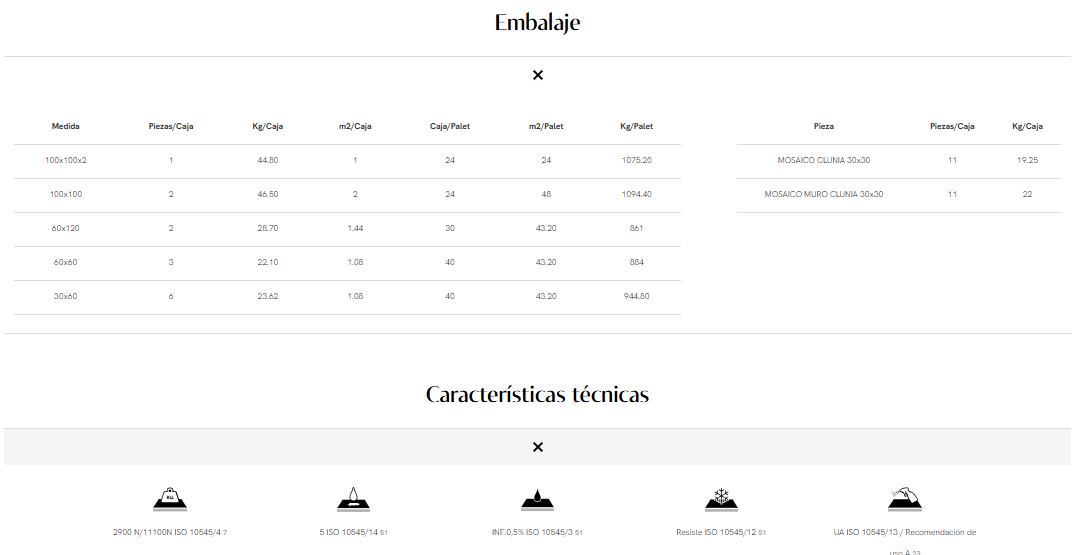 Embalaje
×
Medida Piezas/Caja Kg/Caja m2/Caja Caja/Palet m2/Palet Kg/Palet
100x100x2 1 44.80 1 24 24 1075.20
100x100 2 46.50 2 24 48 1094.40
60x120 2 28.70 1.44 30 43.20 861
60x60 3 22.10 1.08 40 43.20 884
30x60 6 23.62 1.08 40 43.20 944.80
Pieza Piezas/Caja Kg/Caja
MOSAICO CLUNIA 30x30 11 19.25
MOSAICO MURO CLUNIA 30x30 11 22
Características técnicas
×
KG
2900 N/11100N ISO 10545/4 7
5 ISO 10545/14 51
INF.0,5% ISO 10545/3 51
Resiste ISO 10545/12 51
UA ISO 10545/13 / Recomendación de
uso A 23